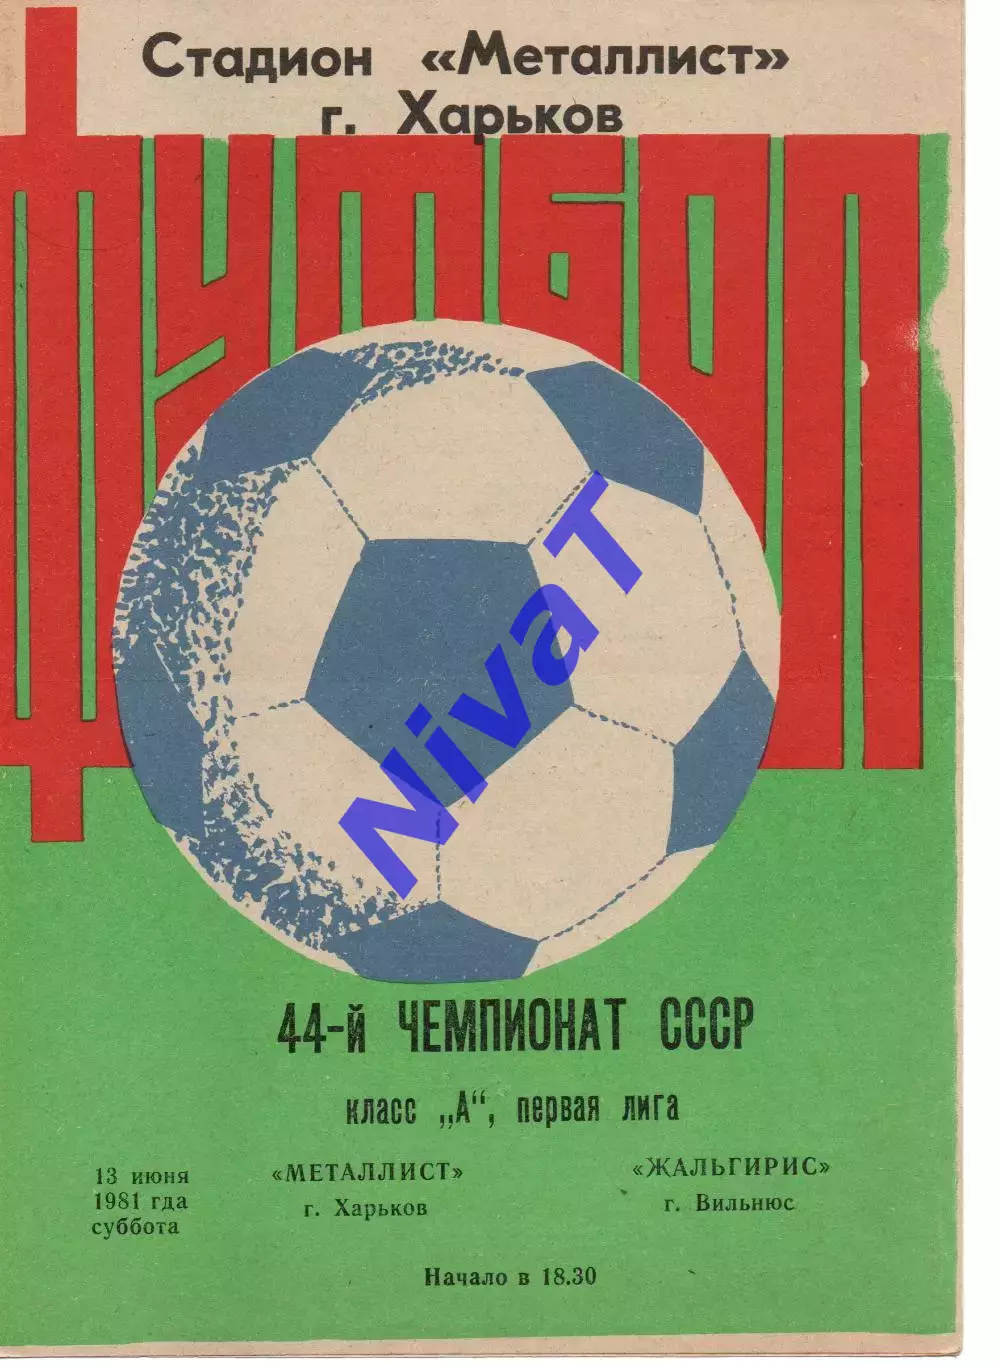 Стадион «Металлист»
г. Харьков
ФУТБОЛ
NivaT
44-й ЧЕМПИОНАТ СССР
класс „А“, первая лига
13 июня
1981 гда
суббота
«МЕТАЛЛИСТ»
г. Харьков
«ЖАЛЬГИРИС»
г. Вильнюс
Начало в 18.30